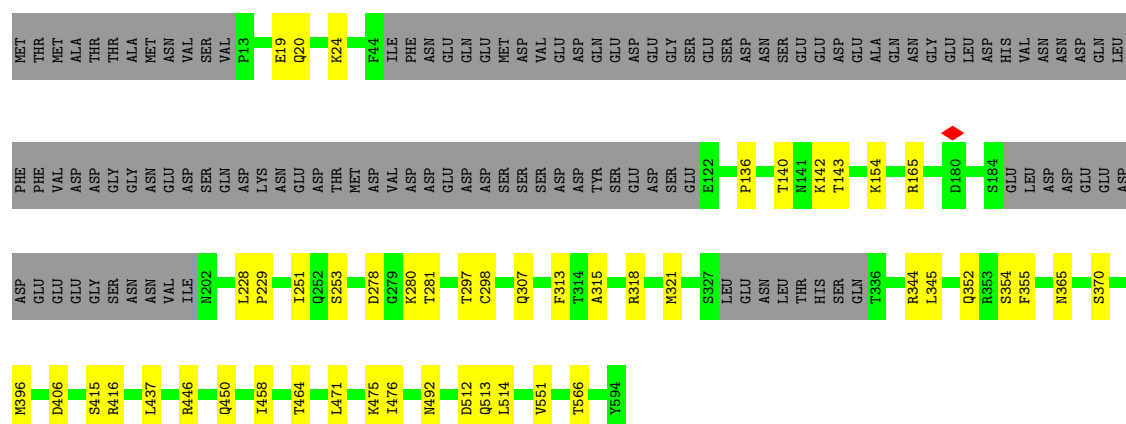 MET THR MET ALA THR THR ALA MET ASN VAL SER VAL P13 E19 Q20 K24 F44 ILE PHE ASN GLU GLN GLU MET ASP VAL GLU ASP GLN GLU ASP GLU GLY SER GLU SER ASP ASN SER GLU GLU ASP GLU ALA GLN ASN GLY GLU LEU ASP HIS VAL ASN ASN ASP GLN LEU
PHE PHE VAL ASP ASP GLY GLY ASN GLU ASP SER GLN ASP LYS ASN GLU ASP THR MET ASP VAL ASP ASP GLU ASP ASP SER SER SER ASP ASP TYR SER GLU ASP SER GLU E122 P136 T140 N141 K142 T143 K154 R165 D180 S184 GLU LEU ASP ASP GLU GLU ASP
ASP GLU GLU GLU GLY SER ASN ASN VAL ILE N202 L228 P229 I251 Q252 S253 D278 G279 K280 T281 T297 C298 Q307 F313 T314 A315 R318 M321 S327 LEU GLU ASN LEU THR HIS SER GLN T336 R344 L345 Q352 R353 S354 F355 N365 S370
M396 D406 S415 R416 L437 R446 Q450 I458 T464 L471 K475 I476 N492 D512 Q513 L514 V551 T566 Y594